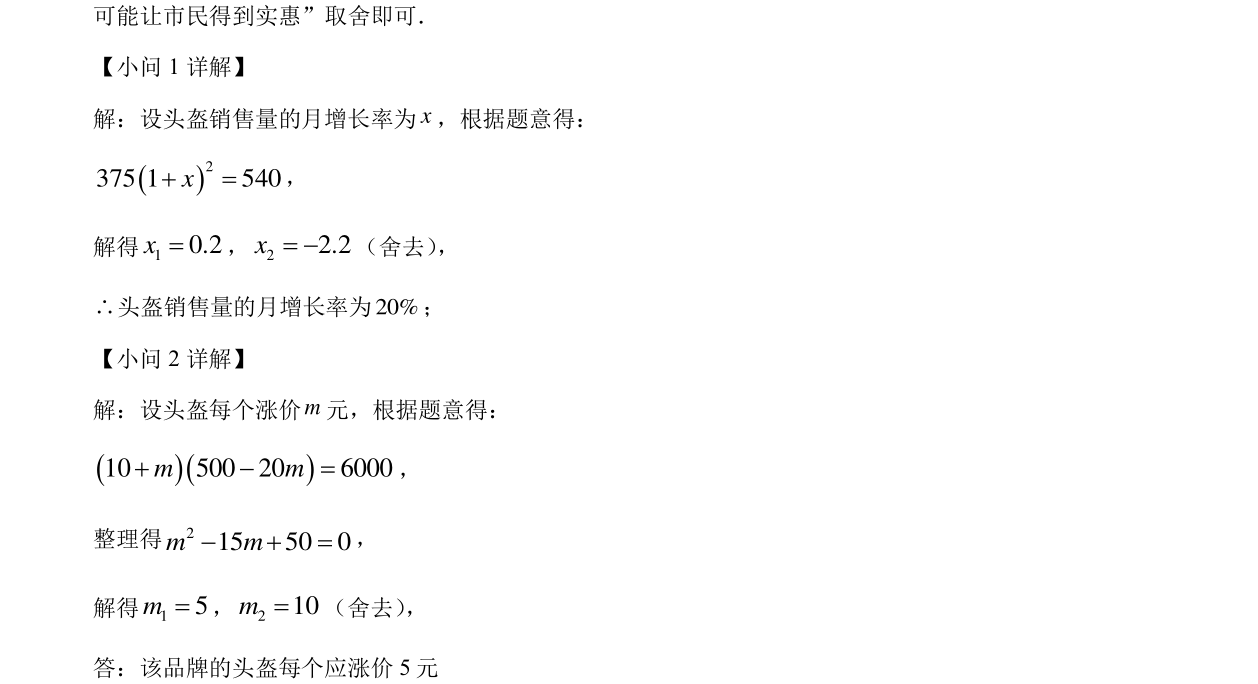 可能让市民得到实惠”取舍即可.
【小问 1 详解】
解：设头盔销售量的月增长率为 x，根据题意得：
375(1+x)²=540，
解得 x₁=0.2，x₂=−2.2（舍去），
∴头盔销售量的月增长率为 20%；
【小问 2 详解】
解：设头盔每个涨价 m 元，根据题意得：
(10+m)(500−20m)=6000，
整理得 m²−15m+50=0，
解得 m₁=5，m₂=10（舍去），
答：该品牌的头盔每个应涨价 5 元